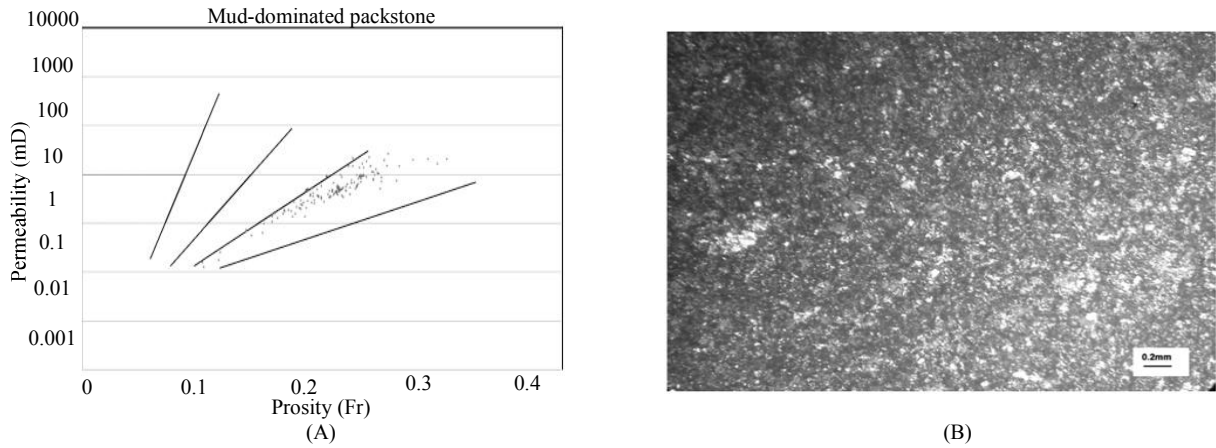 Mud-dominated packstone
10000
1000
100
10
1
0.1
0.01
0.001
Permeability (mD)
0 0.1 0.2 0.3 0.4
Prosity (Fr)
(A)
0.2mm
(B)